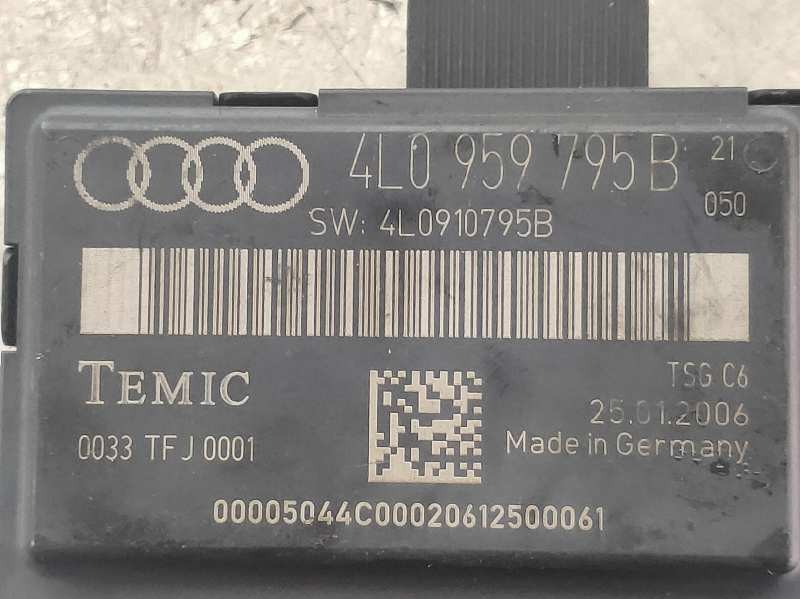 4L0 959 795 B 21
050
SW: 4L0910795B
TEMIC
TSG C6
25.01.2006
0033 TFJ 0001
Made in Germany
00005044C00020612500061